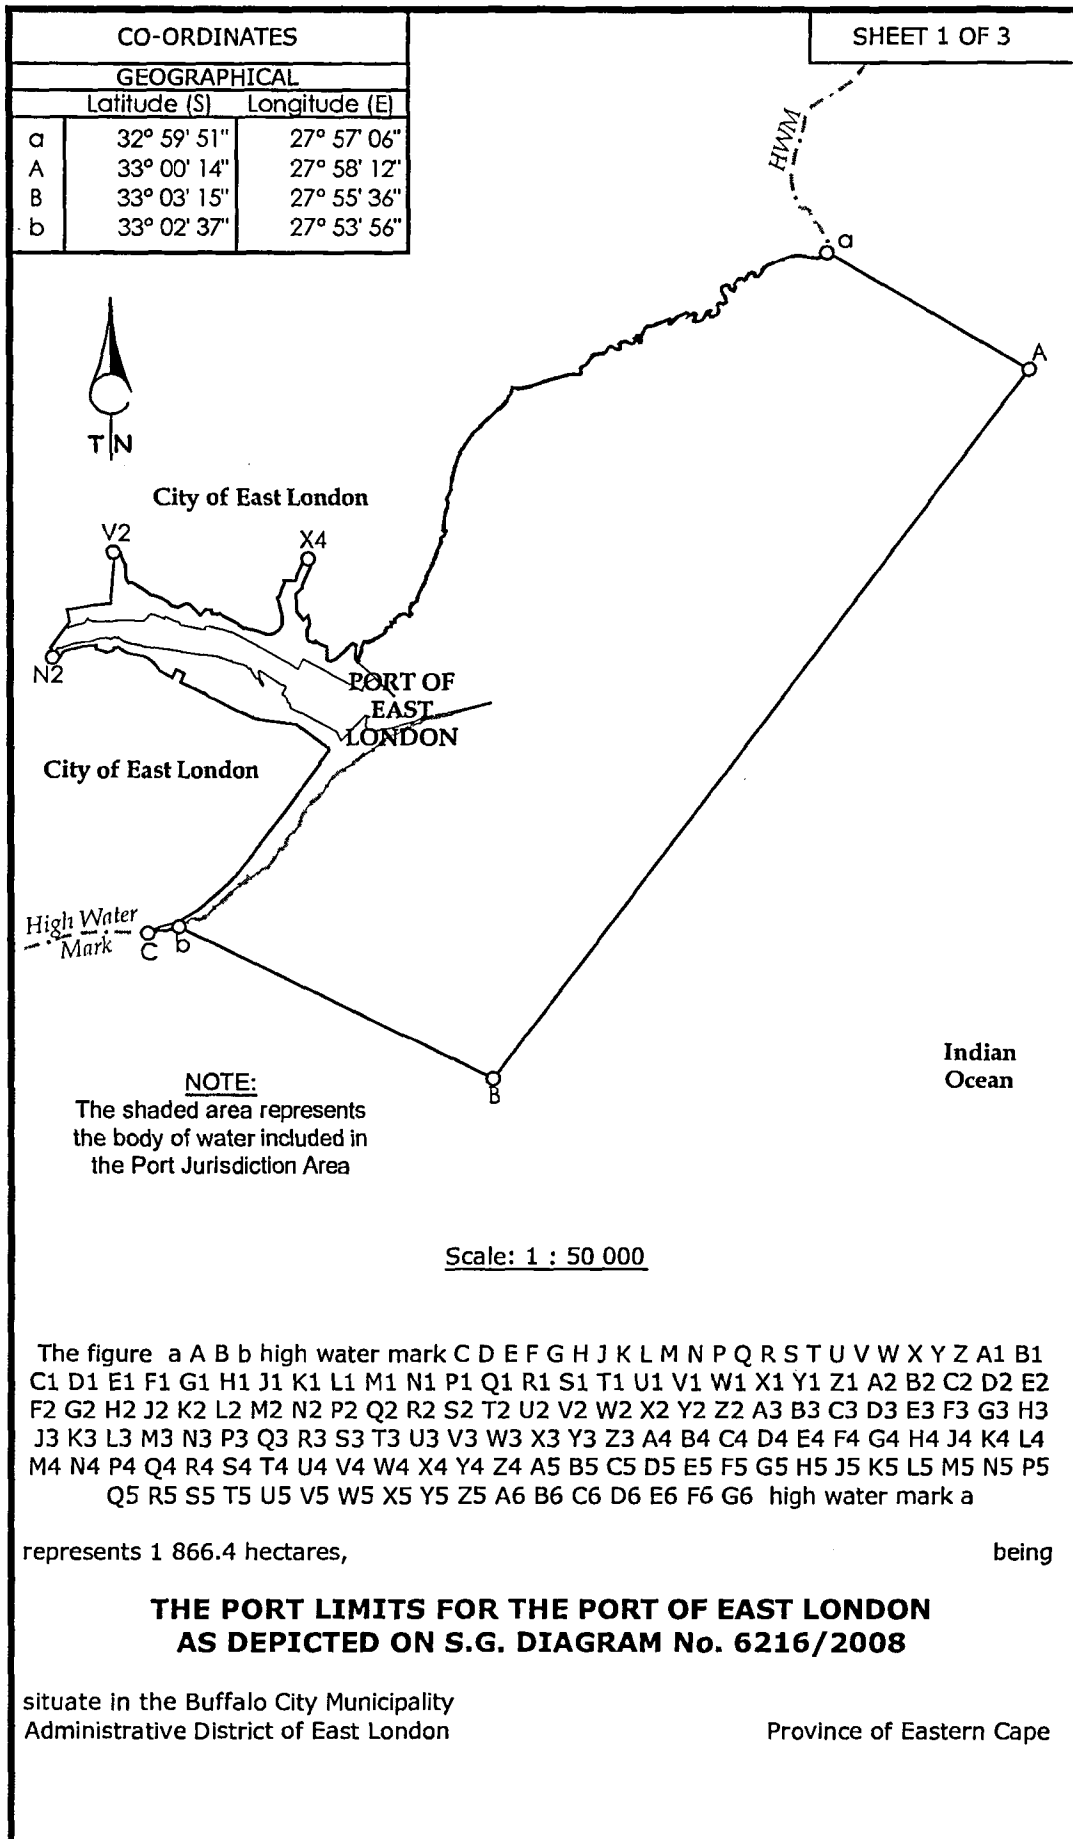 CO-ORDINATES
SHEET 1 OF 3
GEOGRAPHICAL
Latitude (S) Longitude (E)
a 32° 59' 51" 27° 57' 06"
A 33° 00' 14" 27° 58' 12"
B 33° 03' 15" 27° 55' 36"
b 33° 02' 37" 27° 53' 56"
HWM
a
A
T N
City of East London
V2
X4
N2
PORT OF
EAST
LONDON
City of East London
High Water
Mark
C
b
B
Indian
Ocean
NOTE:
The shaded area represents
the body of water included in
the Port Jurisdiction Area
Scale: 1 : 50 000
The figure a A B b high water mark C D E F G H J K L M N P Q R S T U V W X Y Z A1 B1
C1 D1 E1 F1 G1 H1 J1 K1 L1 M1 N1 P1 Q1 R1 S1 T1 U1 V1 W1 X1 Y1 Z1 A2 B2 C2 D2 E2
F2 G2 H2 J2 K2 L2 M2 N2 P2 Q2 R2 S2 T2 U2 V2 W2 X2 Y2 Z2 A3 B3 C3 D3 E3 F3 G3 H3
J3 K3 L3 M3 N3 P3 Q3 R3 S3 T3 U3 V3 W3 X3 Y3 Z3 A4 B4 C4 D4 E4 F4 G4 H4 J4 K4 L4
M4 N4 P4 Q4 R4 S4 T4 U4 V4 W4 X4 Y4 Z4 A5 B5 C5 D5 E5 F5 G5 H5 J5 K5 L5 M5 N5 P5
Q5 R5 S5 T5 U5 V5 W5 X5 Y5 Z5 A6 B6 C6 D6 E6 F6 G6 high water mark a
represents 1 866.4 hectares, being
THE PORT LIMITS FOR THE PORT OF EAST LONDON
AS DEPICTED ON S.G. DIAGRAM No. 6216/2008
situate in the Buffalo City Municipality
Administrative District of East London Province of Eastern Cape